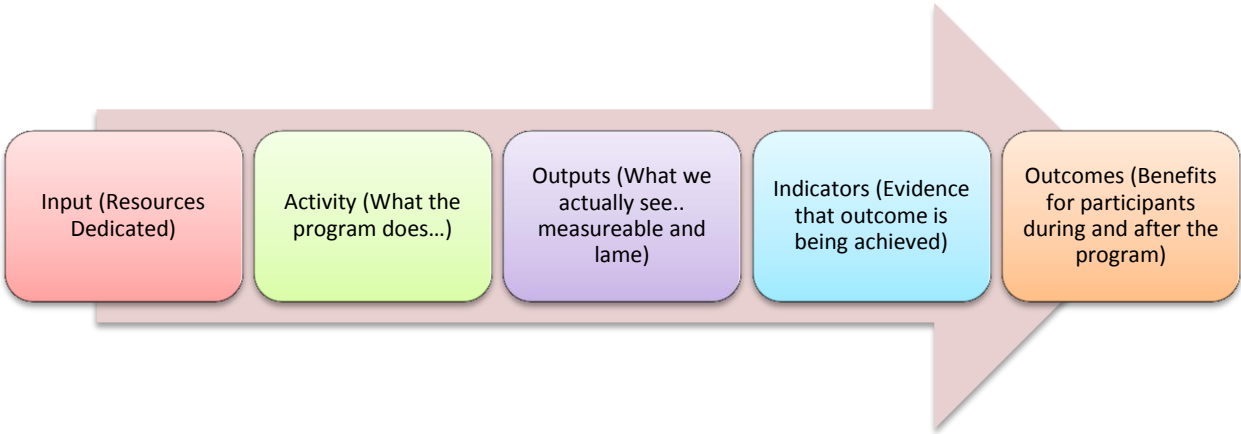 Input (Resources
Dedicated)
Activity (What the
program does...)
Outputs (What we
actually see..
measureable and
lame)
Indicators (Evidence
that outcome is
being achieved)
Outcomes (Benefits
for participants
during and after the
program)